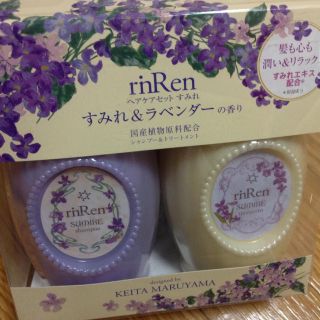 rinRen
ヘアケアセット すみれ
すみれ&ラベンダーの香り
国産植物原料配合
シャンプー&トリートメント
髪も心も
潤い&リラックス
すみれエキス
配合※
rinRen
SUMIRE
shampoo
rinRen
SUMIRE
designed by
KEITA MARUYAMA